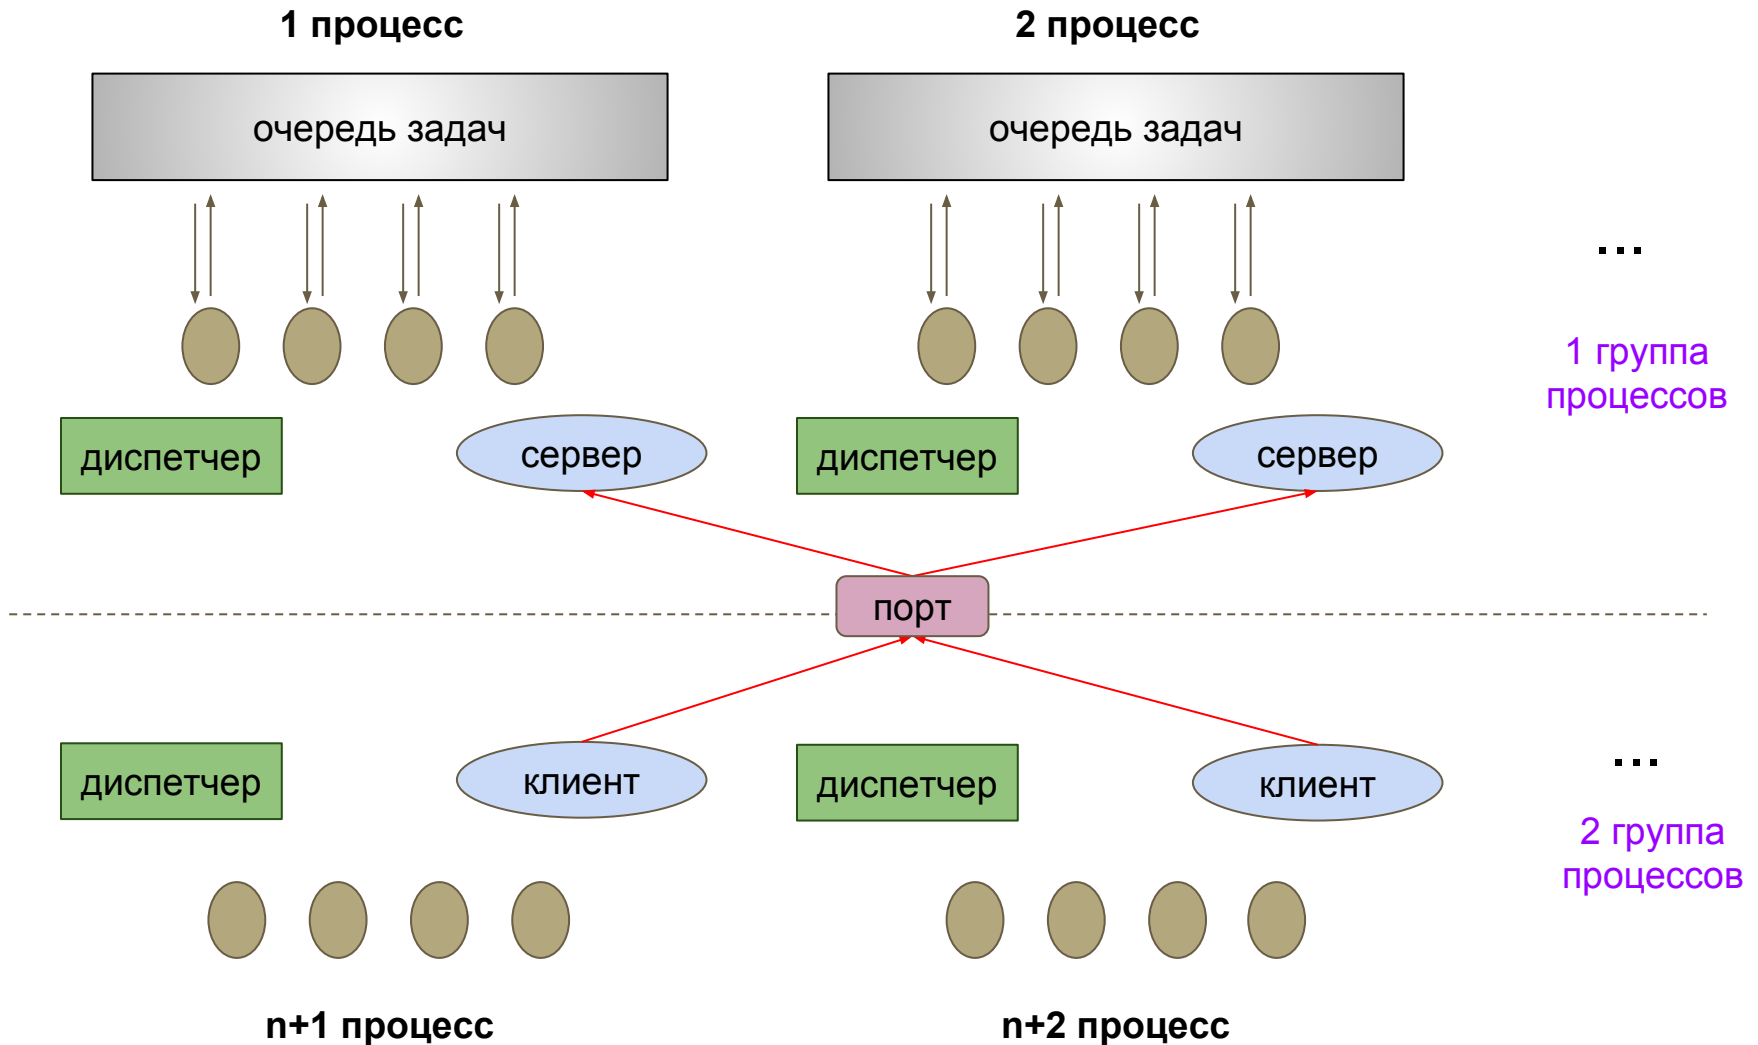 1 процесс
2 процесс
очередь задач
очередь задач
...
1 группа
процессов
диспетчер
сервер
диспетчер
сервер
порт
диспетчер
клиент
диспетчер
клиент
...
2 группа
процессов
n+1 процесс
n+2 процесс